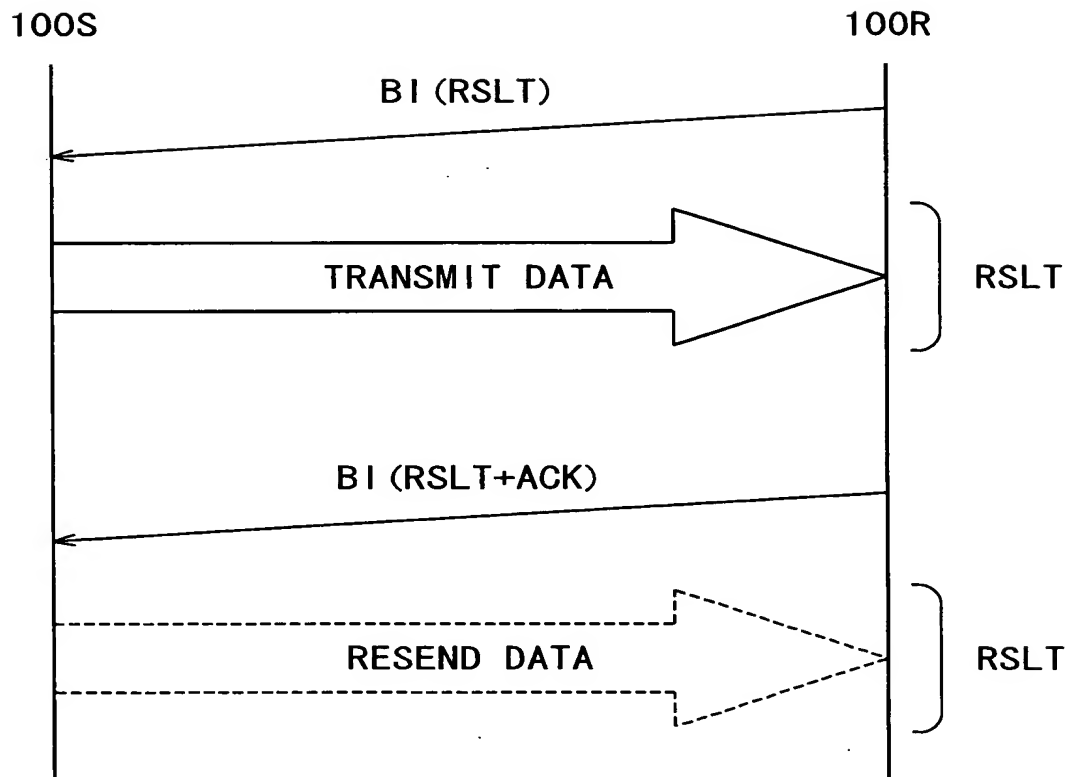 100S 100R
BI(RSLT)
TRANSMIT DATA
RSLT
BI(RSLT+ACK)
RESEND DATA
RSLT